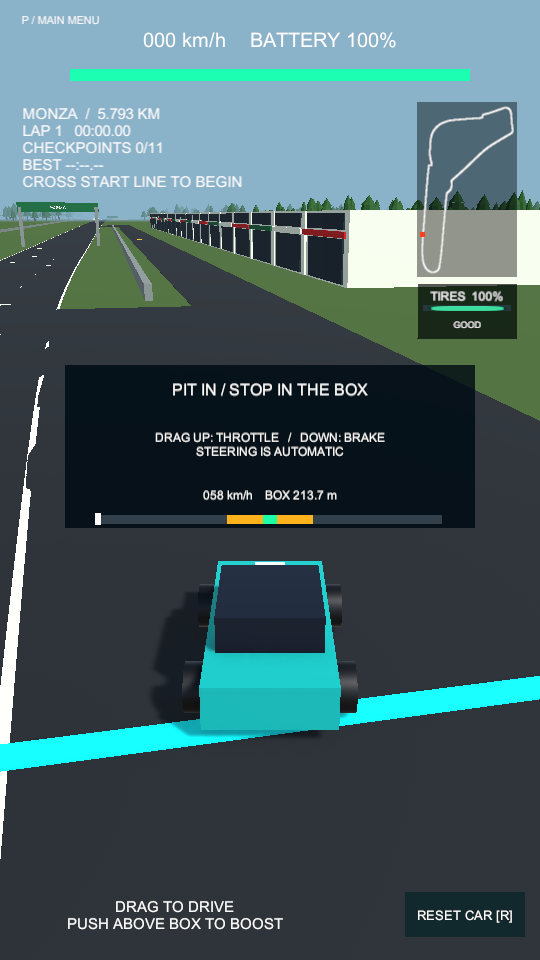 P / MAIN MENU
000 km/h BATTERY 100%
MONZA / 5.793 KM
LAP 1 00:00.00
CHECKPOINTS 0/11
BEST --:--.--
CROSS START LINE TO BEGIN
MONZA
TIRES 100%
GOOD
PIT IN / STOP IN THE BOX
DRAG UP: THROTTLE / DOWN: BRAKE
STEERING IS AUTOMATIC
058 km/h BOX 213.7 m
DRAG TO DRIVE
PUSH ABOVE BOX TO BOOST
RESET CAR [R]